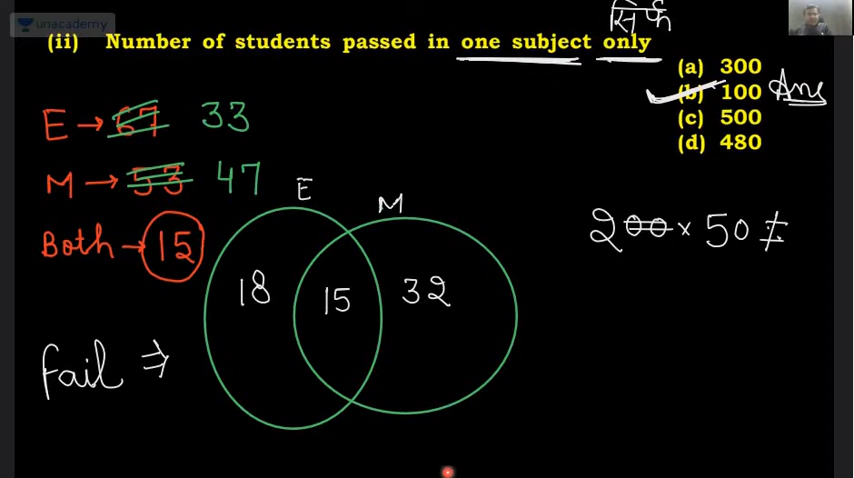 unacademy
सिर्फ
(ii) Number of students passed in one subject only
(a) 300
(b) 100 Ans
(c) 500
(d) 480
E → 67 33
M → 53 47
Both → 15
E
M
200 × 50 %
18 15 32
Fail ⇒